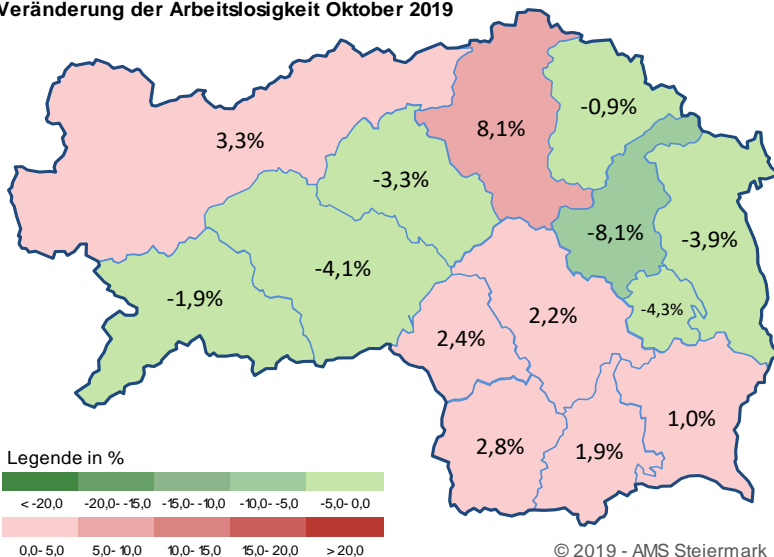 Veränderung der Arbeitslosigkeit Oktober 2019
-0,9%
8,1%
3,3%
-3,3%
-8,1%
-3,9%
-4,1%
-1,9%
-4,3%
2,2%
2,4%
1,0%
2,8%
1,9%
Legende in %
< -20,0 -20,0- -15,0 -15,0- -10,0 -10,0- -5,0 -5,0- 0,0
0,0- 5,0 5,0- 10,0 10,0- 15,0 15,0- 20,0 > 20,0
© 2019 - AMS Steiermark